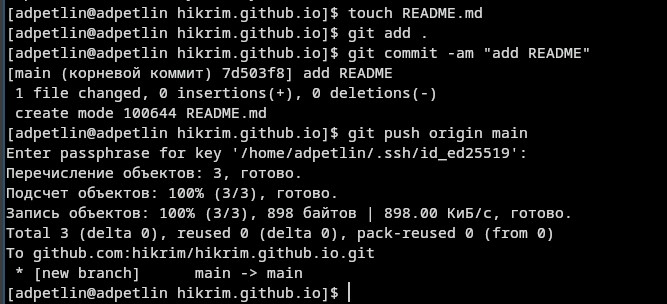 [adpetlin@adpetlin hikrim.github.io]$ touch README.md
[adpetlin@adpetlin hikrim.github.io]$ git add .
[adpetlin@adpetlin hikrim.github.io]$ git commit -am "add README"
[main (корневой коммит) 7d503f8] add README
 1 file changed, 0 insertions(+), 0 deletions(-)
 create mode 100644 README.md
[adpetlin@adpetlin hikrim.github.io]$ git push origin main
Enter passphrase for key '/home/adpetlin/.ssh/id_ed25519':
Перечисление объектов: 3, готово.
Подсчет объектов: 100% (3/3), готово.
Запись объектов: 100% (3/3), 898 байтов | 898.00 КиБ/с, готово.
Total 3 (delta 0), reused 0 (delta 0), pack-reused 0 (from 0)
To github.com:hikrim/hikrim.github.io.git
 * [new branch]      main -> main
[adpetlin@adpetlin hikrim.github.io]$